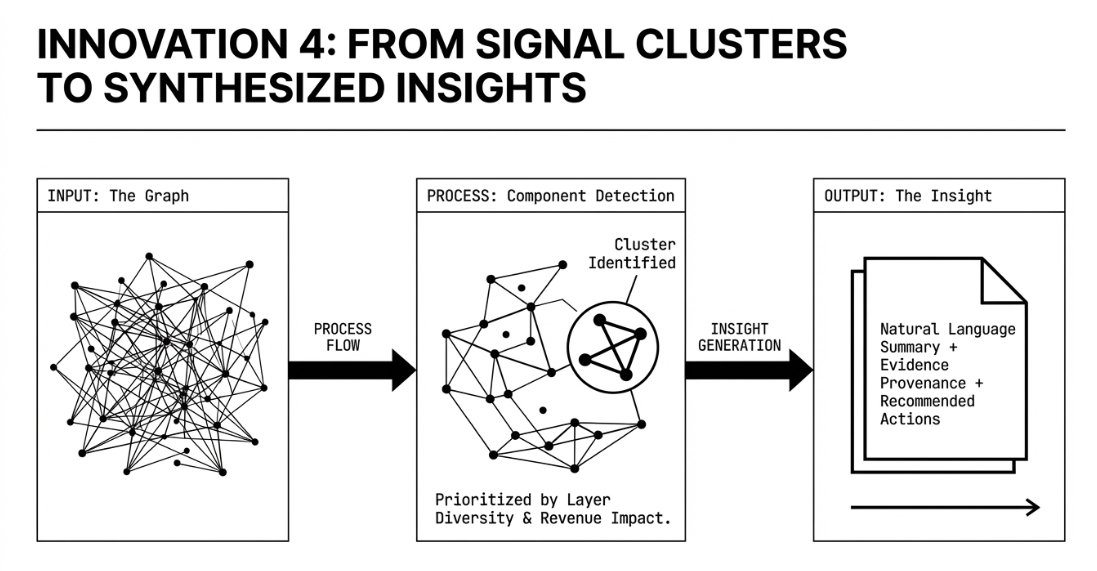 INNOVATION 4: FROM SIGNAL CLUSTERS
TO SYNTHESIZED INSIGHTS
INPUT: The Graph
PROCESS
FLOW
PROCESS: Component Detection
Cluster
Identified
Prioritized by Layer
Diversity & Revenue Impact.
INSIGHT
GENERATION
OUTPUT: The Insight
Natural Language
Summary +
Evidence
Provenance +
Recommended
Actions